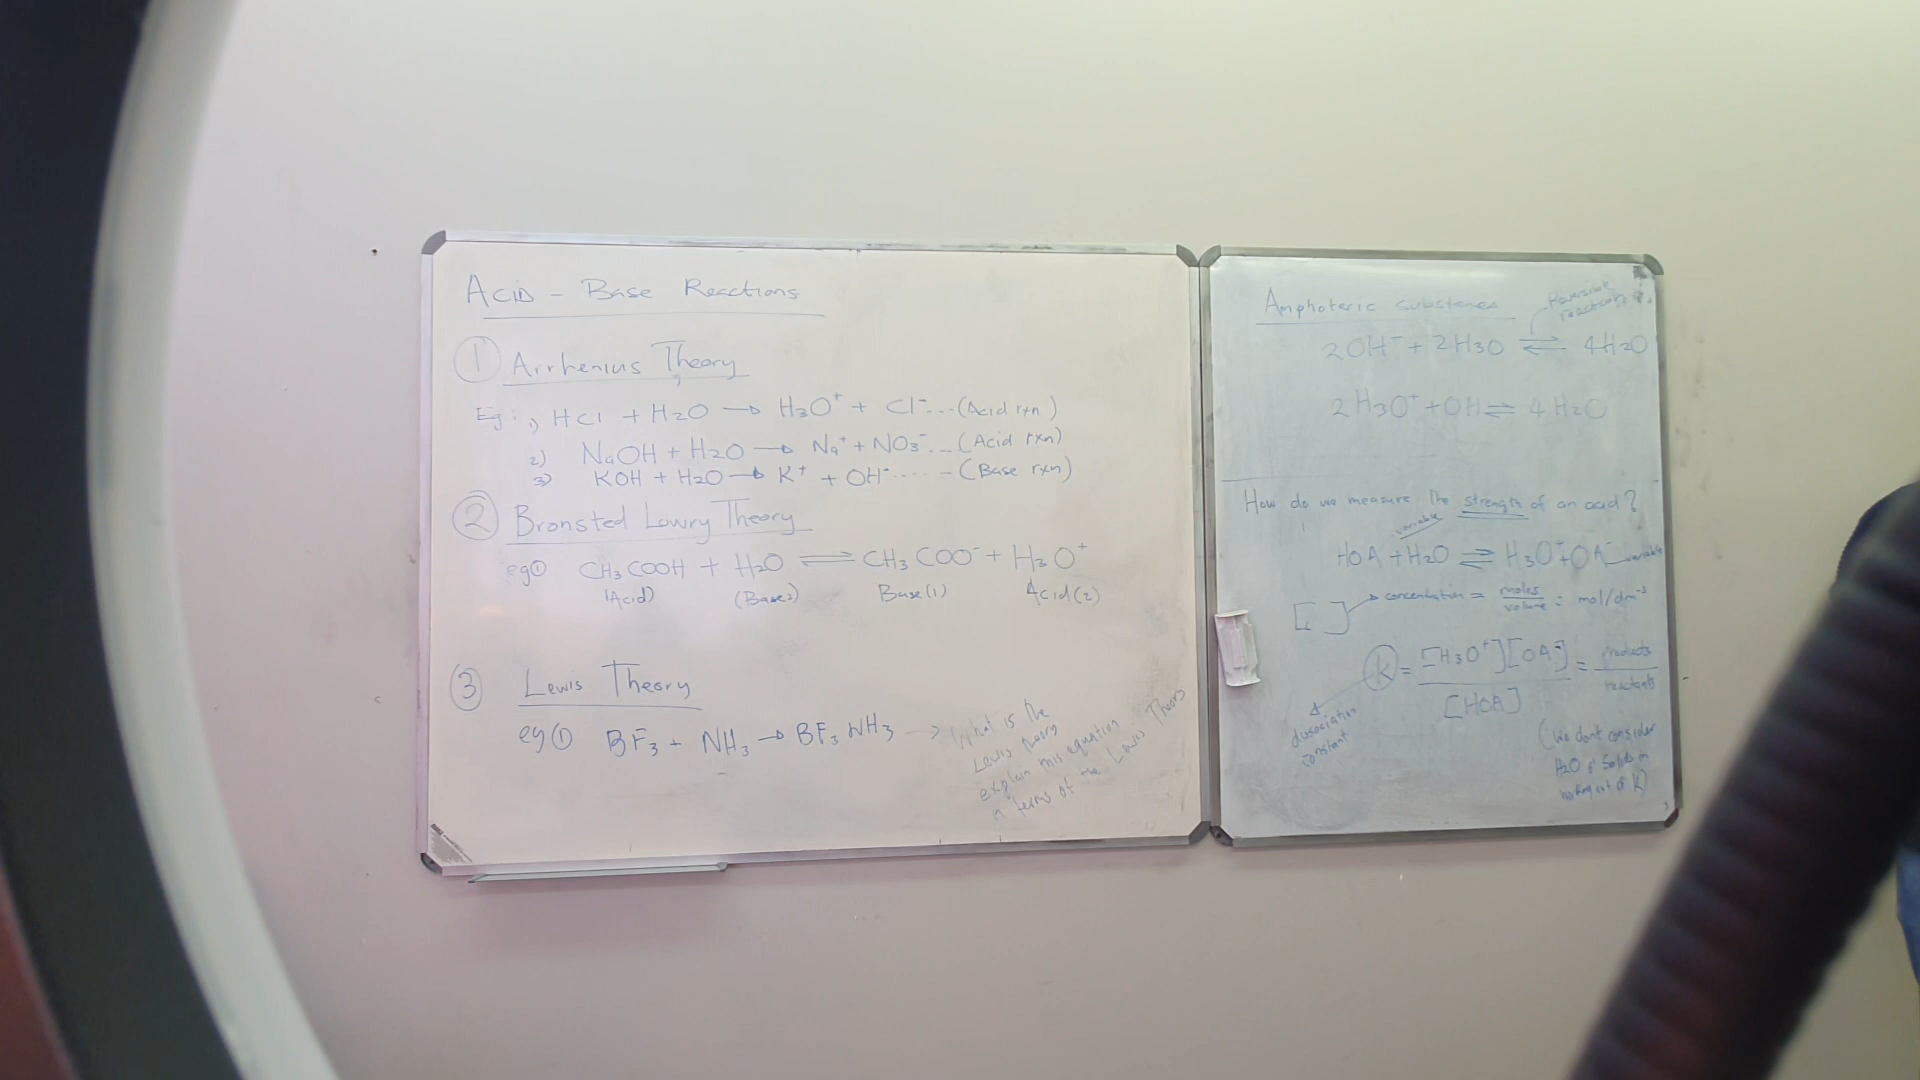 Acid - Base Reactions
① Arrhenius Theory
Eg: 1) HCl + H2O → H3O⁺ + Cl⁻...(Acid rxn)
2) NaOH + H2O → Na⁺ + NO3⁻...(Acid rxn)
3) KOH + H2O → K⁺ + OH⁻.....-(Base rxn)
② Bronsted Lowry Theory
eg① CH3COOH + H2O ⇌ CH3COO⁻ + H3O⁺
(Acid) (Base2) Base(1) Acid(2)
③ Lewis Theory
eg① BF3 + NH3 → BF3NH3 → What is the
Lewis theory
explain this equation
in terms of the Lewis Theory
Amphoteric substances
Reversible
reactions
2OH⁻ + 2H3O ⇌ 4H2O
2H3O⁺ + OH ⇌ 4H2O
How do we measure the strength of an acid?
variable
HOA + H2O ⇌ H3O⁺ + OA⁻ variable
[ ] → concentration = moles/volume = mol/dm⁻³
K = [H3O⁺][OA⁻]/[HOA] = products/reactants
dissociation
constant
(We dont consider
H2O & Solids in
working out of K)